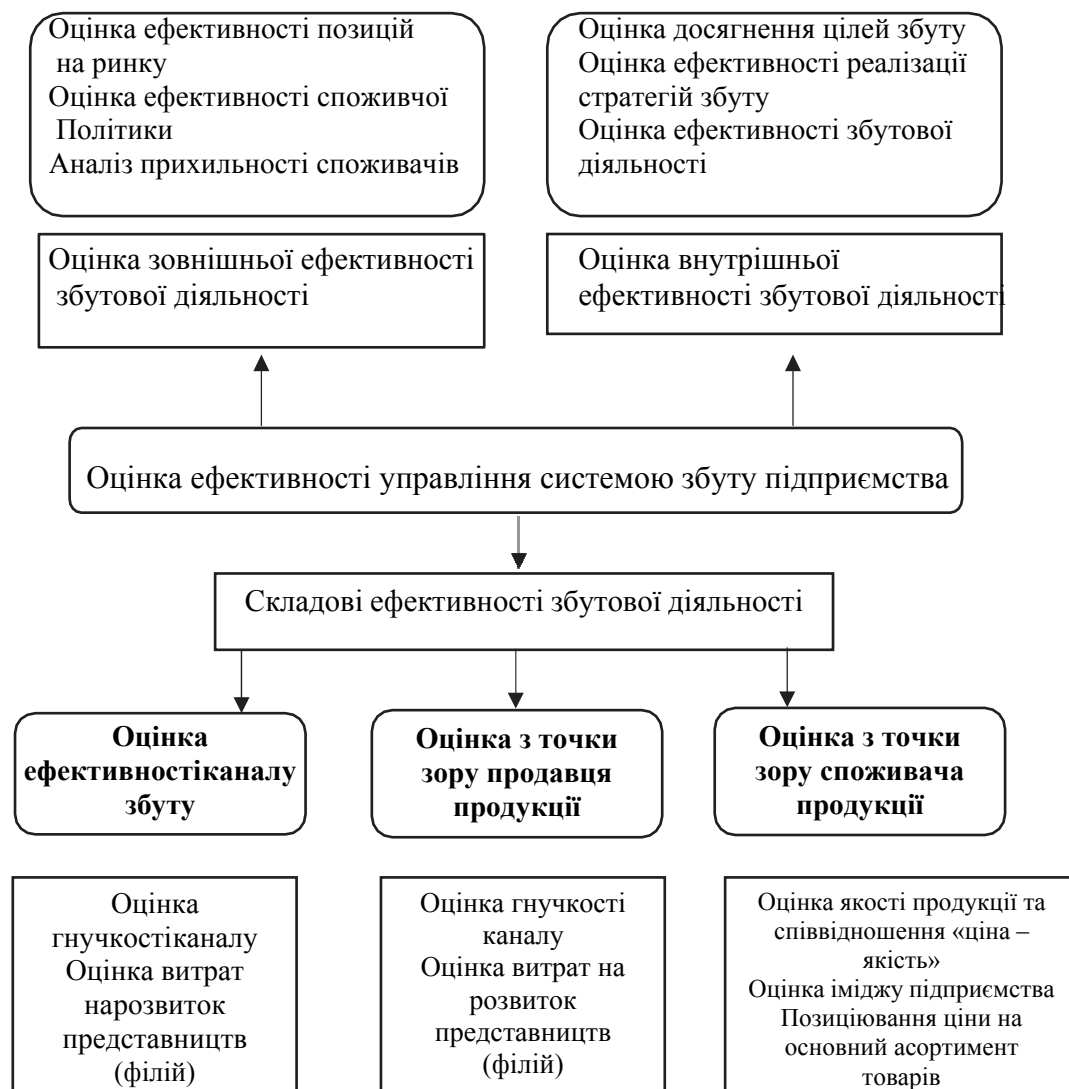 Оцінка ефективності позицій
на ринку
Оцінка ефективності споживчої
Політики
Аналіз прихильності споживачів
Оцінка досягнення цілей збуту
Оцінка ефективності реалізації
стратегій збуту
Оцінка ефективності збутової
діяльності
Оцінка зовнішньої ефективності
збутової діяльності
Оцінка внутрішньої
ефективності збутової діяльності
Оцінка ефективності управління системою збуту підприємства
Складові ефективності збутової діяльності
Оцінка
ефективностіканалу
збуту
Оцінка з точки
зору продавця
продукції
Оцінка з точки
зору споживача
продукції
Оцінка
гнучкостіканалу
Оцінка витрат
нарозвиток
представництв
(філій)
Оцінка гнучкості
каналу
Оцінка витрат на
розвиток
представництв
(філій)
Оцінка якості продукції та
співвідношення «ціна –
якість»
Оцінка іміджу підприємства
Позиціювання ціни на
основний асортимент
товарів